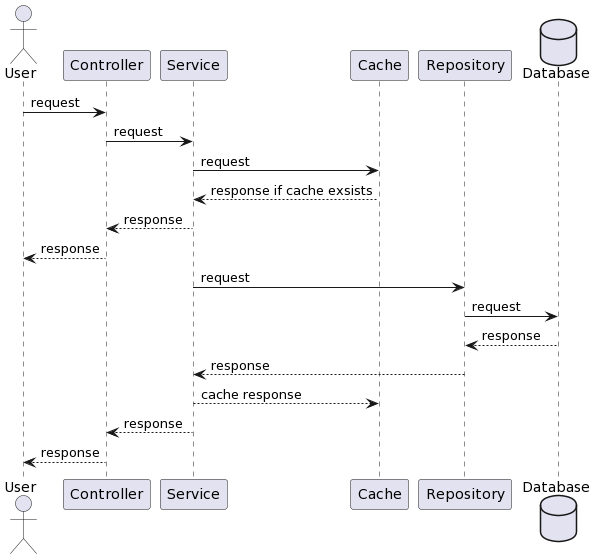 User
Controller
Service
Cache
Repository
Database
request
request
request
response if cache exsists
response
response
request
request
response
response
cache response
response
response
User
Controller
Service
Cache
Repository
Database